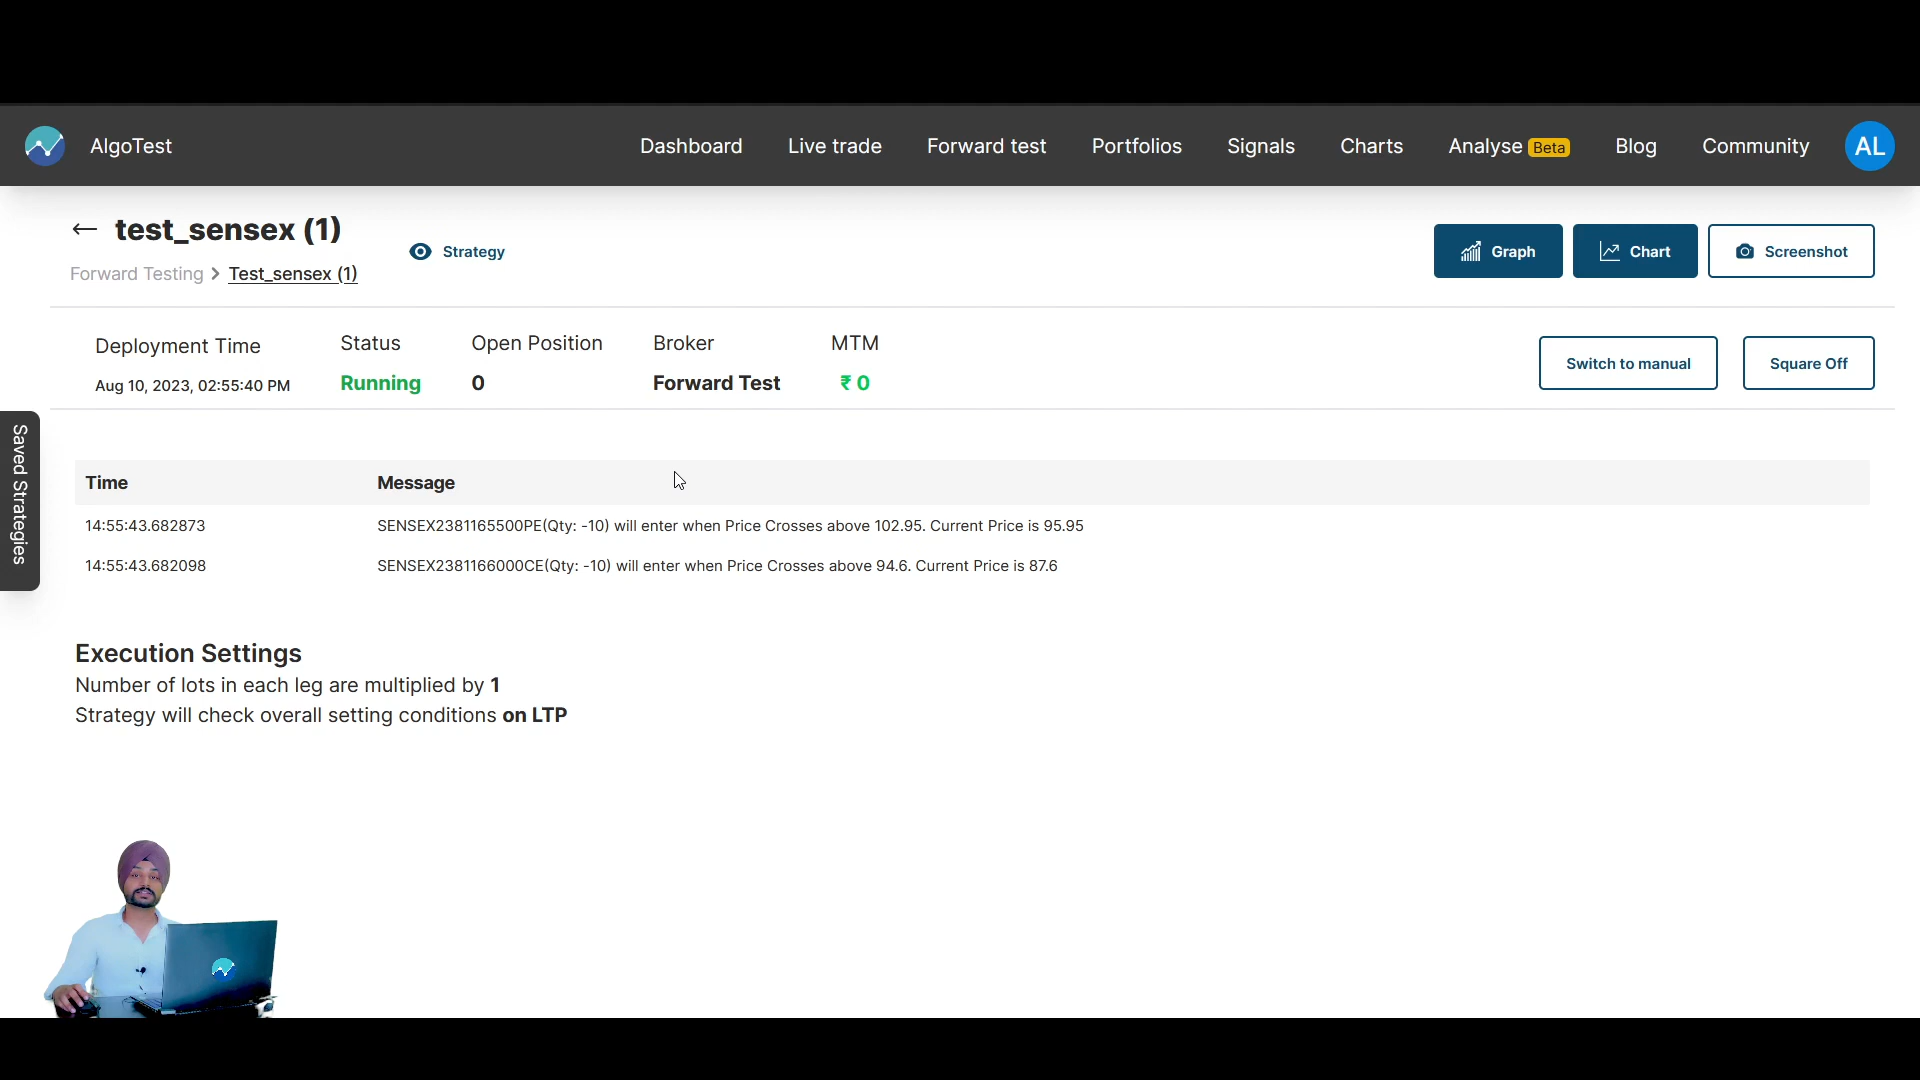 AlgoTest
Dashboard Live trade Forward test Portfolios Signals Charts Analyse Beta Blog Community AL
test_sensex (1)
Forward Testing > Test_sensex (1)
Strategy
Graph Chart Screenshot
Deployment Time Status Open Position Broker MTM
Aug 10, 2023, 02:55:40 PM Running 0 Forward Test ₹ 0
Switch to manual Square Off
Saved Strategies
Time Message
14:55:43.682873 SENSEX2381165500PE(Qty: -10) will enter when Price Crosses above 102.95. Current Price is 95.95
14:55:43.682098 SENSEX2381166000CE(Qty: -10) will enter when Price Crosses above 94.6. Current Price is 87.6
Execution Settings
Number of lots in each leg are multiplied by 1
Strategy will check overall setting conditions on LTP